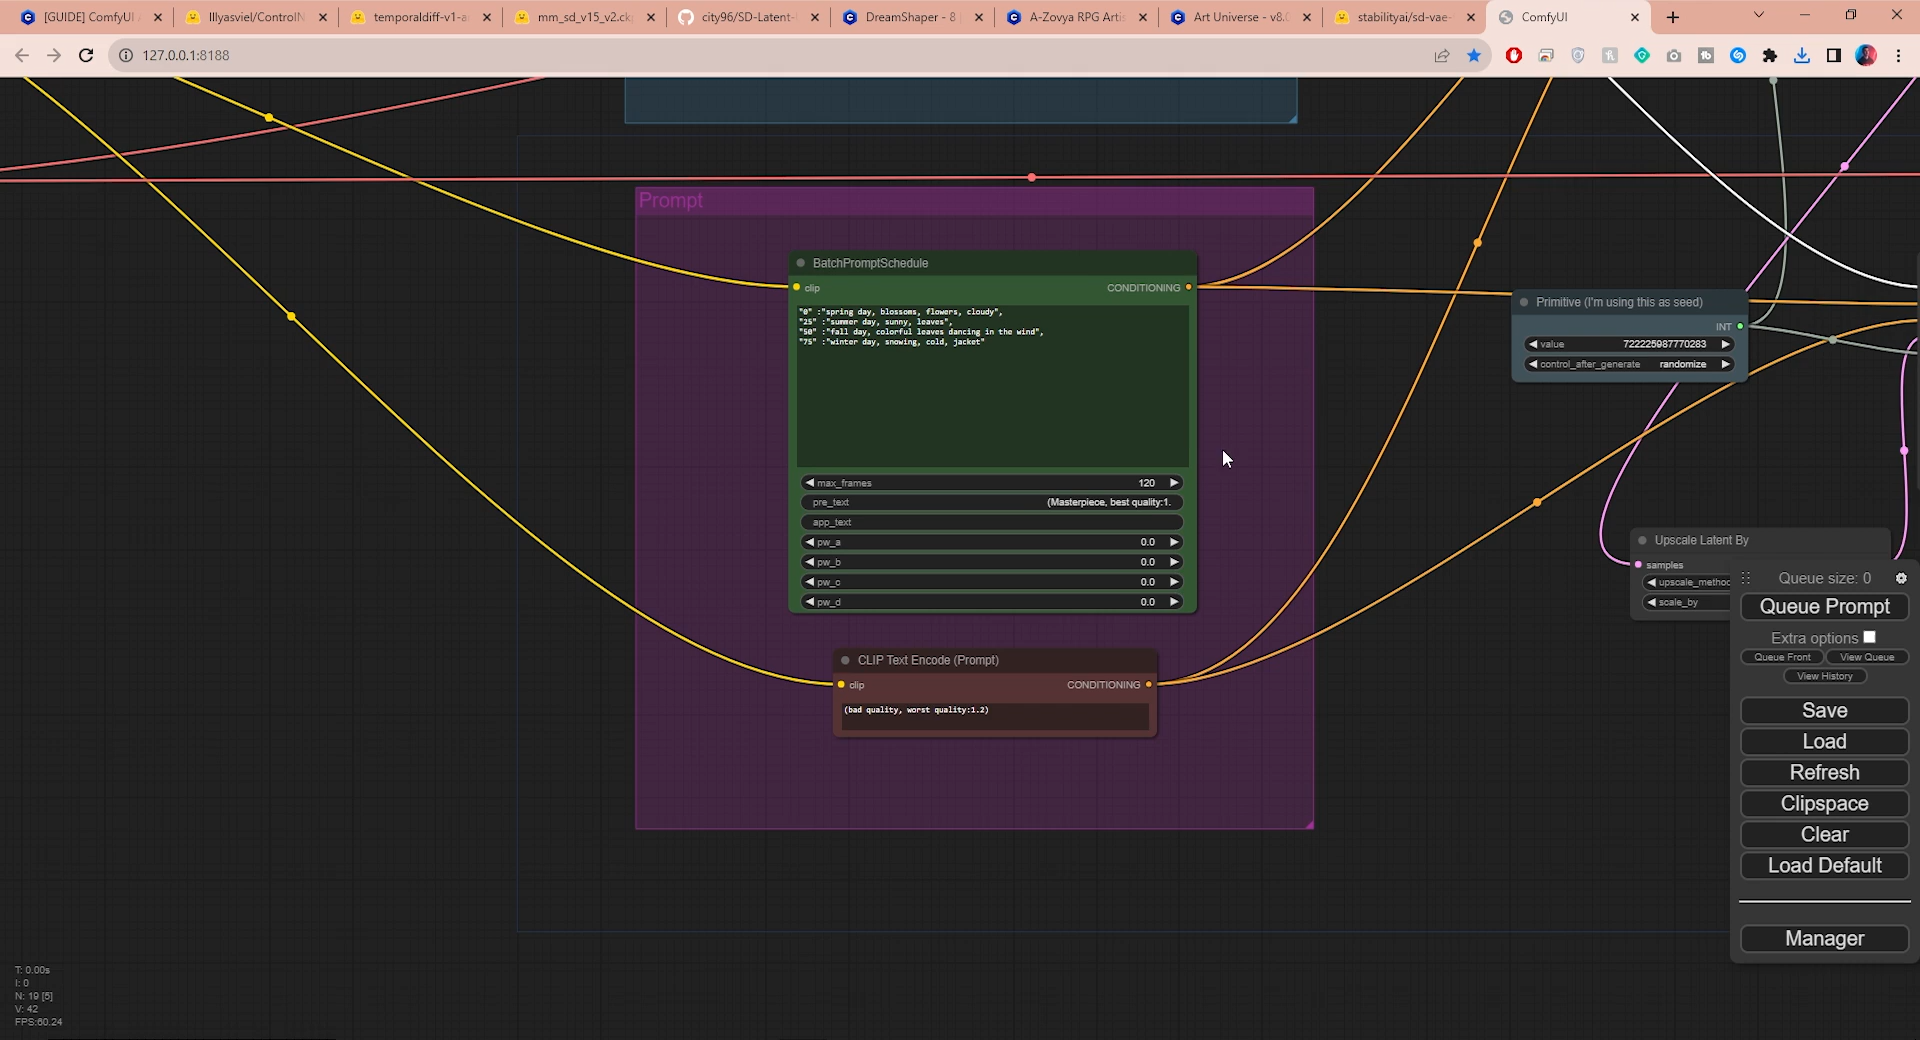 [GUIDE] ComfyUI
lllyasviel/ControlN
temporaldiff-v1-a
mm_sd_v15_v2.ck
city96/SD-Latent-
DreamShaper - 8
A-Zovya RPG Arti
Art Universe - v8.0
stabilityai/sd-vae-
ComfyUI
127.0.0.1:8188
Prompt
BatchPromptSchedule
clip
CONDITIONING
"0" :"spring day, blossoms, flowers, cloudy",
"25" :"summer day, sunny, leaves",
"50" :"fall day, colorful leaves dancing in the wind",
"75" :"winter day, snowing, cold, jacket"
max_frames 120
pre_text (Masterpiece, best quality:1.
app_text
pw_a 0.0
pw_b 0.0
pw_c 0.0
pw_d 0.0
CLIP Text Encode (Prompt)
clip
CONDITIONING
(bad quality, worst quality:1.2)
Primitive (I'm using this as seed)
INT
value 722225987770283
control_after_generate randomize
Upscale Latent By
samples
upscale_method
scale_by
Queue size: 0
Queue Prompt
Extra options
Queue Front
View Queue
View History
Save
Load
Refresh
Clipspace
Clear
Load Default
Manager
T: 0.00s
I: 0
N: 19 [5]
V: 42
FPS:60.24